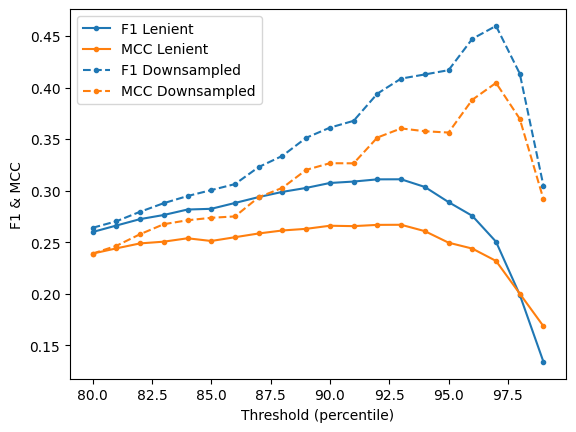 F1 Lenient
MCC Lenient
F1 Downsampled
MCC Downsampled
0.45
0.40
0.35
0.30
0.25
0.20
0.15
F1 & MCC
80.0 82.5 85.0 87.5 90.0 92.5 95.0 97.5
Threshold (percentile)